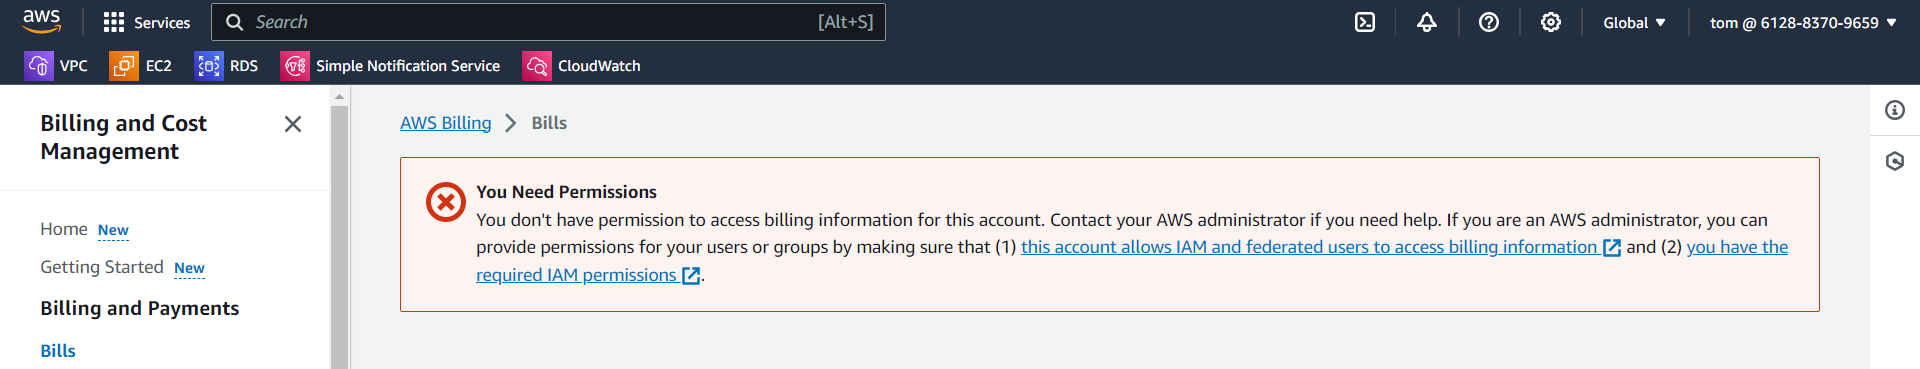 aws
Services
Search
[Alt+S]
Global
tom @ 6128-8370-9659
VPC
EC2
RDS
Simple Notification Service
CloudWatch
Billing and Cost
Management
Home New
Getting Started New
Billing and Payments
Bills
AWS Billing
Bills
You Need Permissions
You don't have permission to access billing information for this account. Contact your AWS administrator if you need help. If you are an AWS administrator, you can
provide permissions for your users or groups by making sure that (1) this account allows IAM and federated users to access billing information and (2) you have the
required IAM permissions .